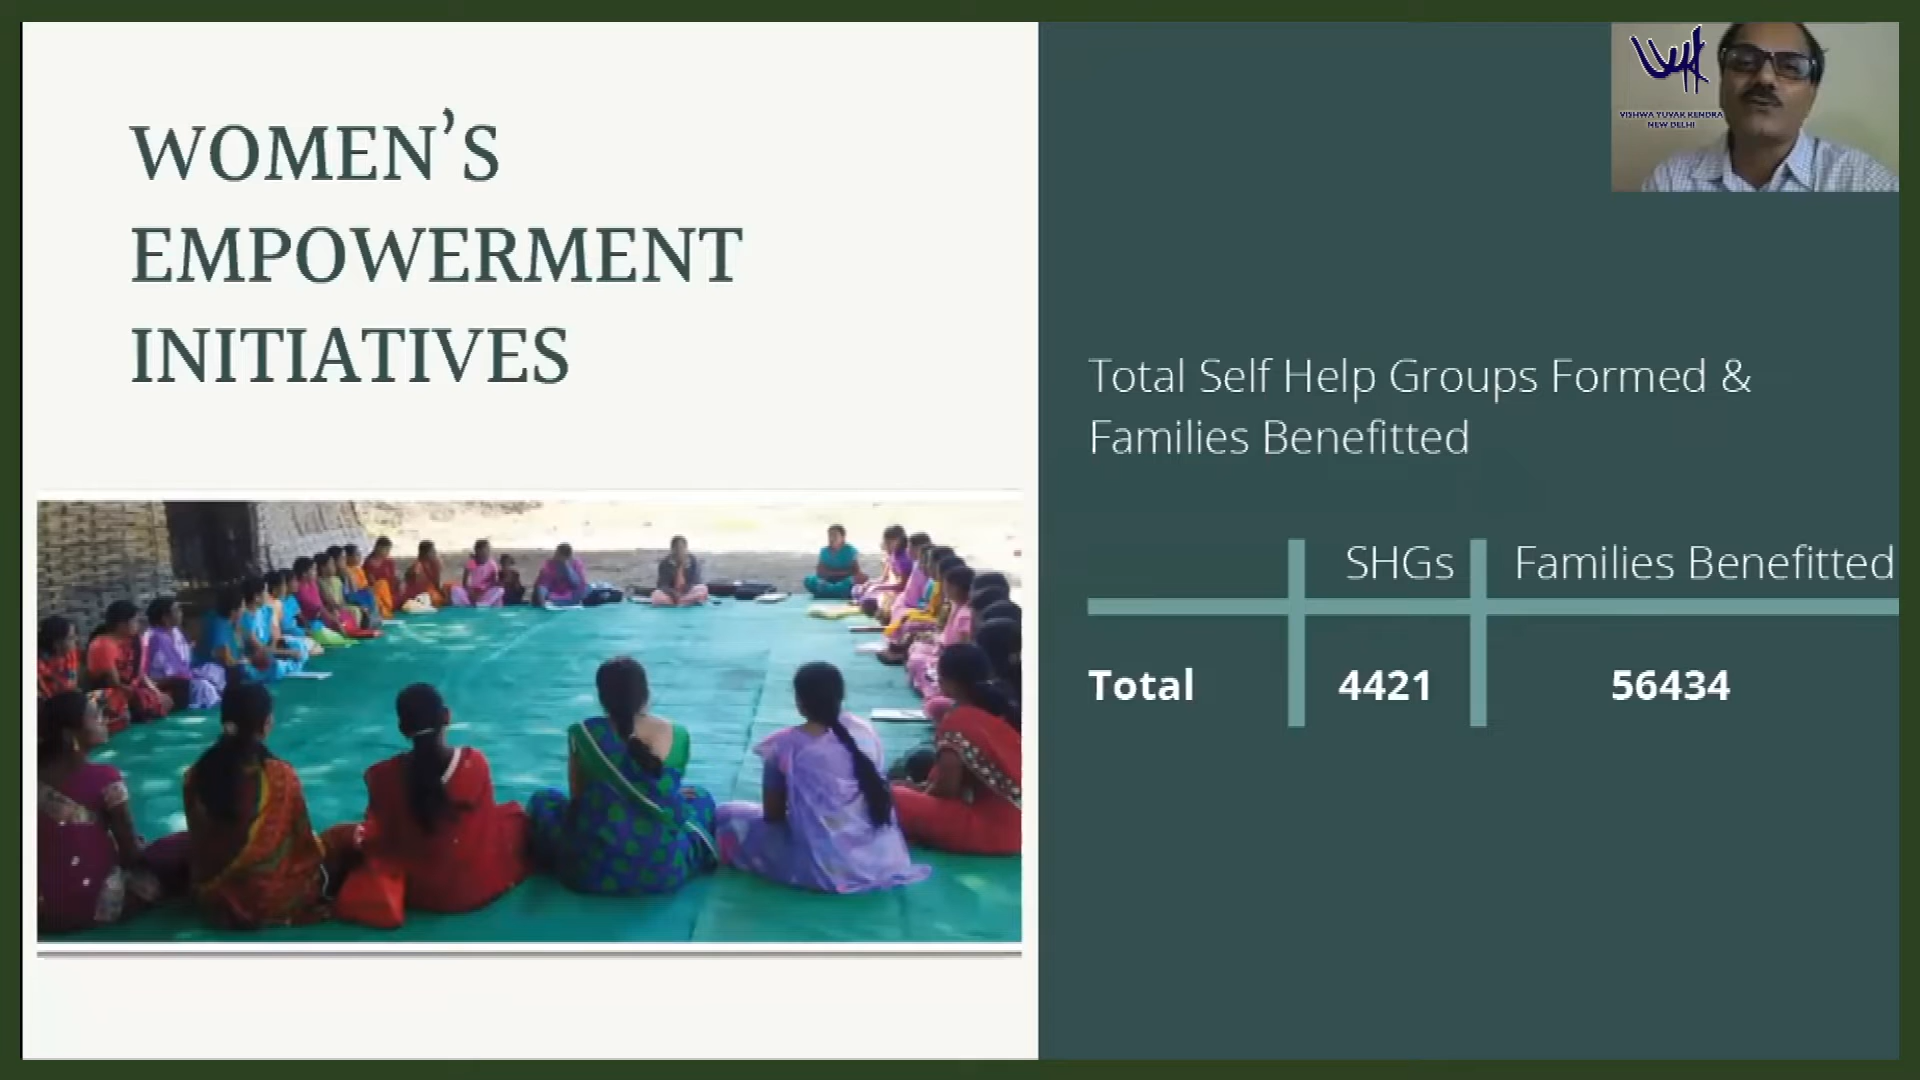 WOMEN’S
EMPOWERMENT
INITIATIVES
VISHWA YUVAK KENDRA
NEW DELHI
Total Self Help Groups Formed &
Families Benefitted
SHGs Families Benefitted
Total 4421 56434